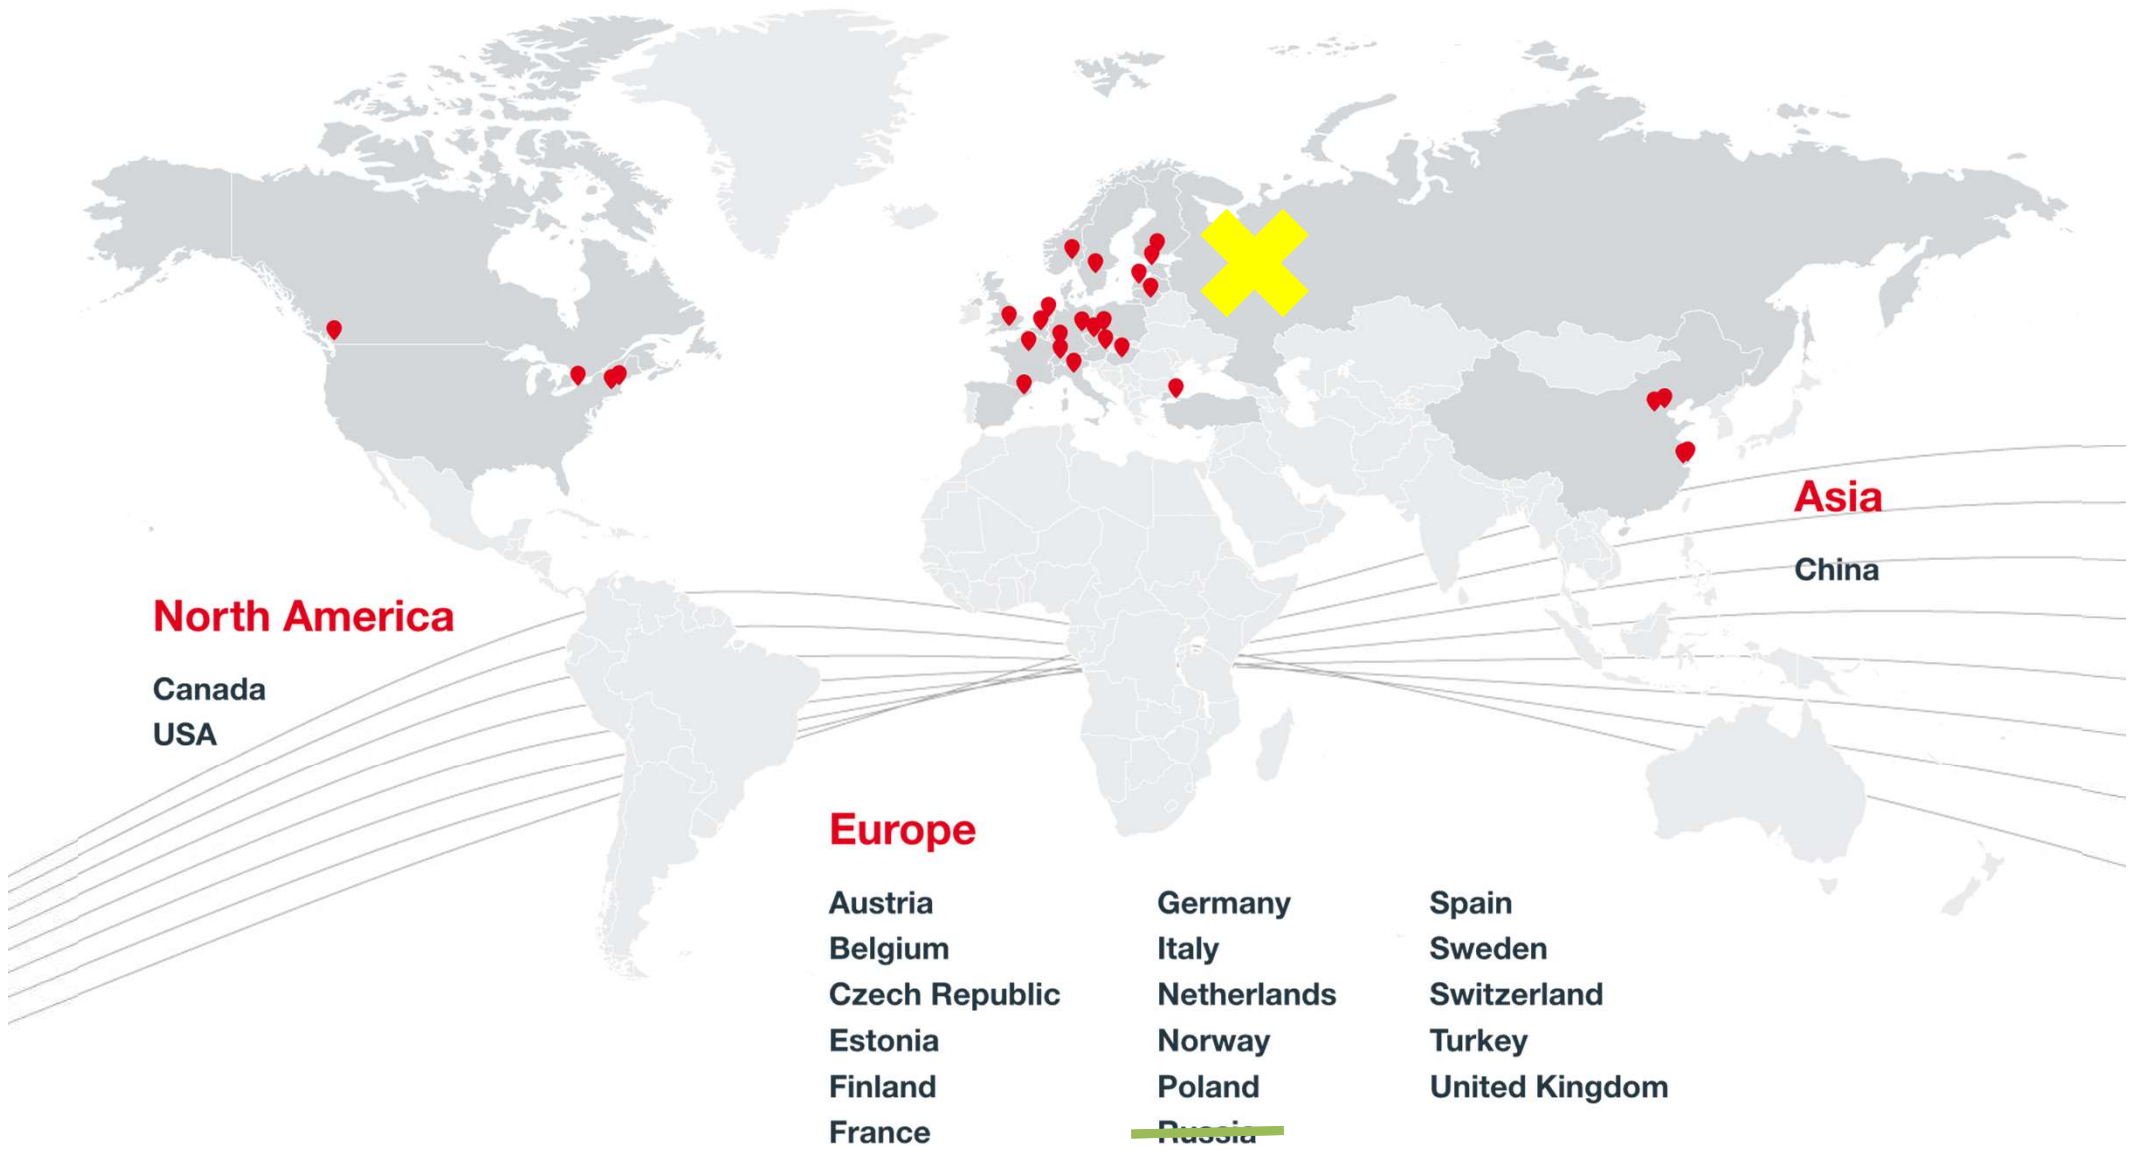 Asia
China
North America
Canada
USA
Europe
Austria
Belgium
Czech Republic
Estonia
Finland
France
Germany
Italy
Netherlands
Norway
Poland
Russia
Spain
Sweden
Switzerland
Turkey
United Kingdom